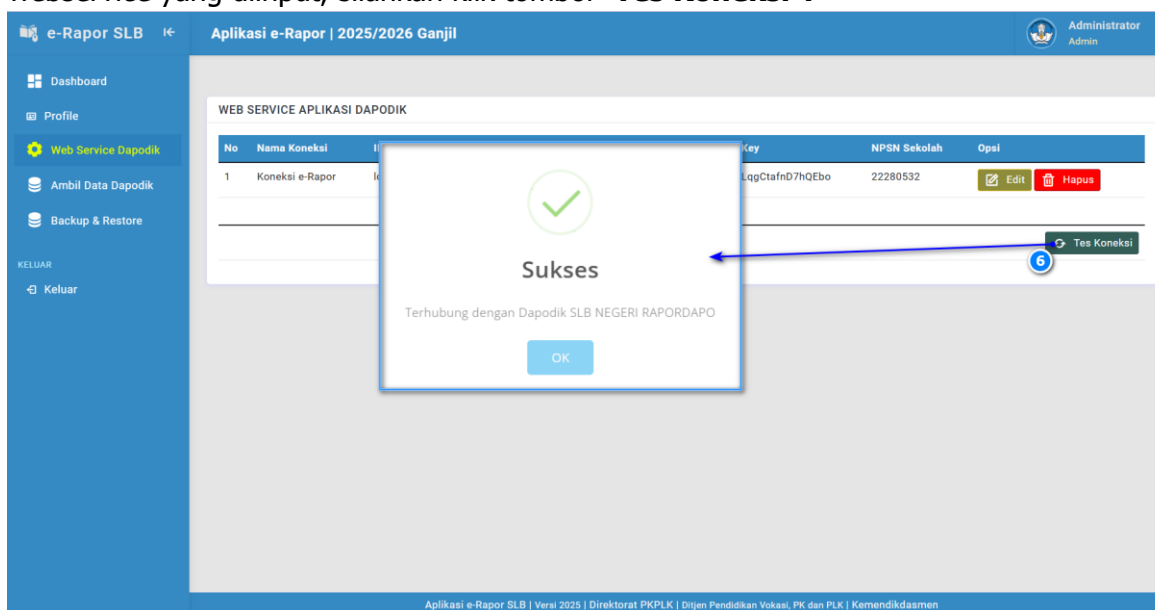 e-Rapor SLB
Aplikasi e-Rapor | 2025/2026 Ganjil
Administrator
Admin
Dashboard
Profile
Web Service Dapodik
Ambil Data Dapodik
Backup & Restore
KELUAR
Keluar
WEB SERVICE APLIKASI DAPODIK
No Nama Koneksi Key NPSN Sekolah Opsi
1 Koneksi e-Rapor LqgCtafnD7hQEbo 22280532 Edit Hapus
Tes Koneksi
6
Sukses
Terhubung dengan Dapodik SLB NEGERI RAPORDAPO
OK
Aplikasi e-Rapor SLB | Versi 2025 | Direktorat PKPLK | Ditjen Pendidikan Vokasi, PK dan PLK | Kemendikdasmen